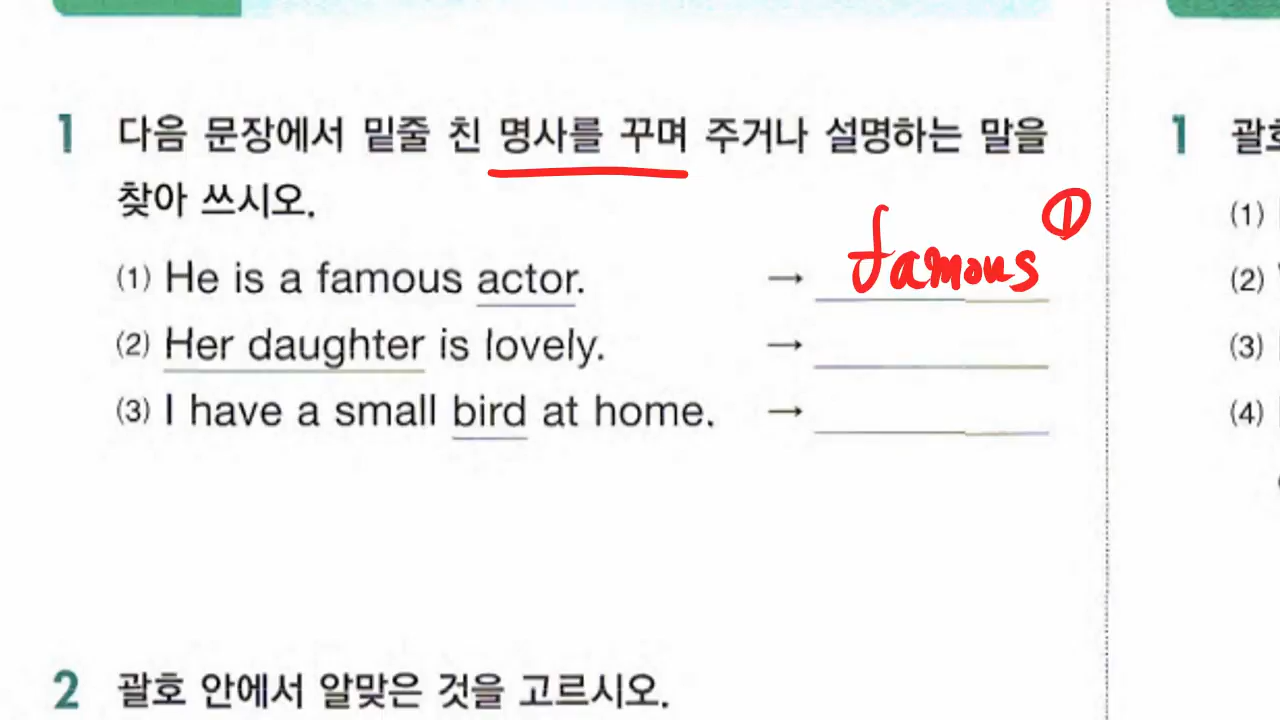 1 다음 문장에서 밑줄 친 명사를 꾸며 주거나 설명하는 말을
찾아 쓰시오.
(1) He is a famous actor. → famous ①
(2) Her daughter is lovely. →
(3) I have a small bird at home. →
2 괄호 안에서 알맞은 것을 고르시오.
1 괄호
(1)
(2)
(3)
(4)